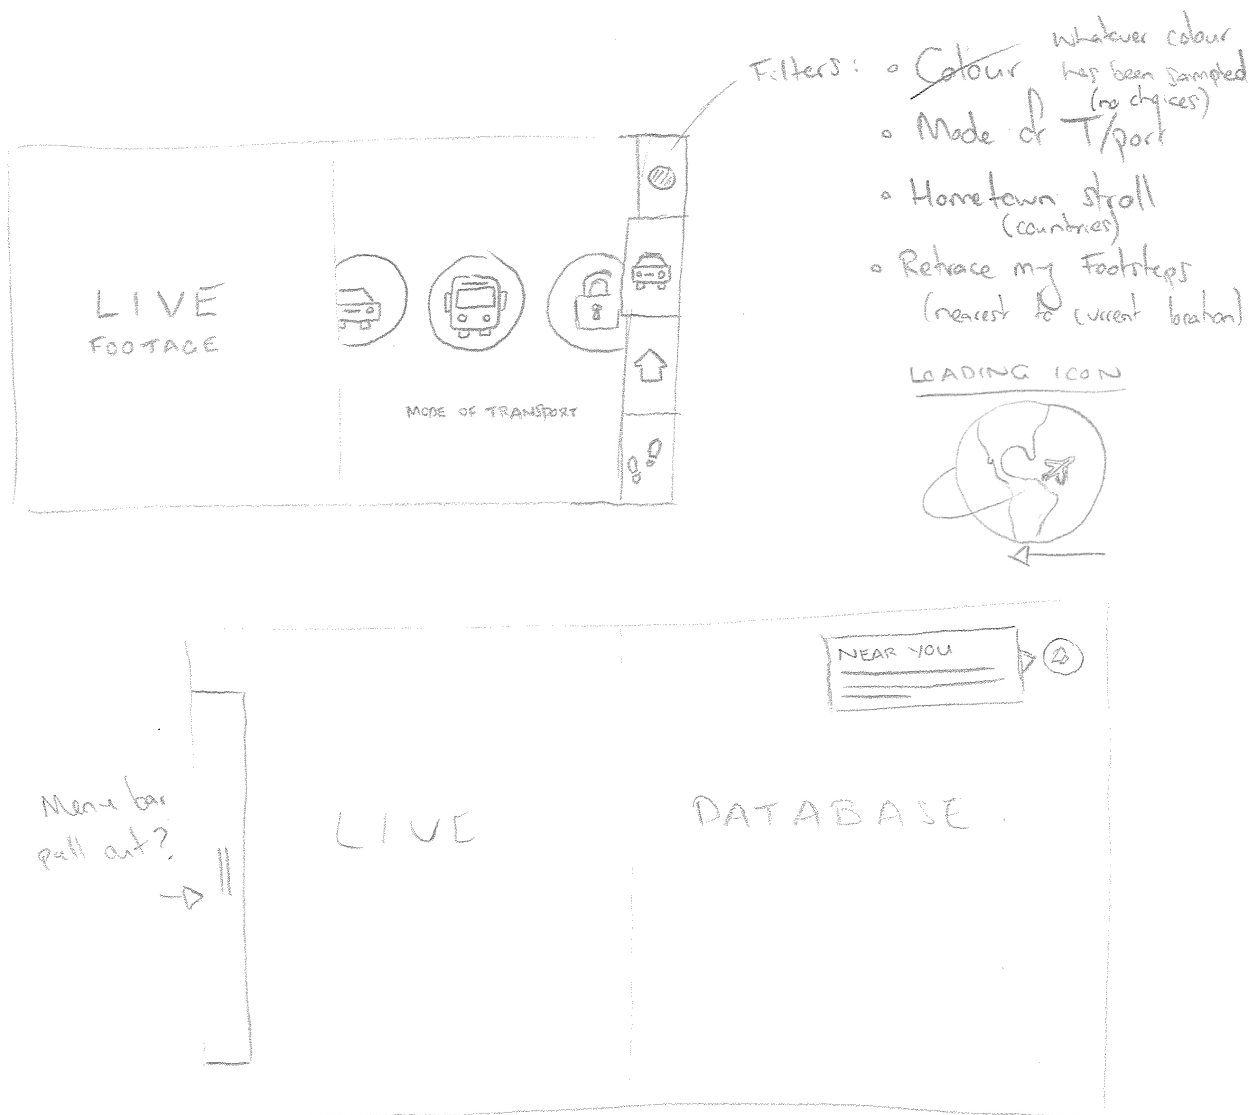 Filters:
• Colour
Whatever colour
has been sampled
(no choices)
• Mode of T/port
• Hometown stroll
(countries)
• Retrace my Footsteps
(nearest to current location)
LIVE
FOOTAGE
MODE OF TRANSPORT
LOADING ICON
NEAR YOU
Menu bar
pull out?
LIVE
DATABASE